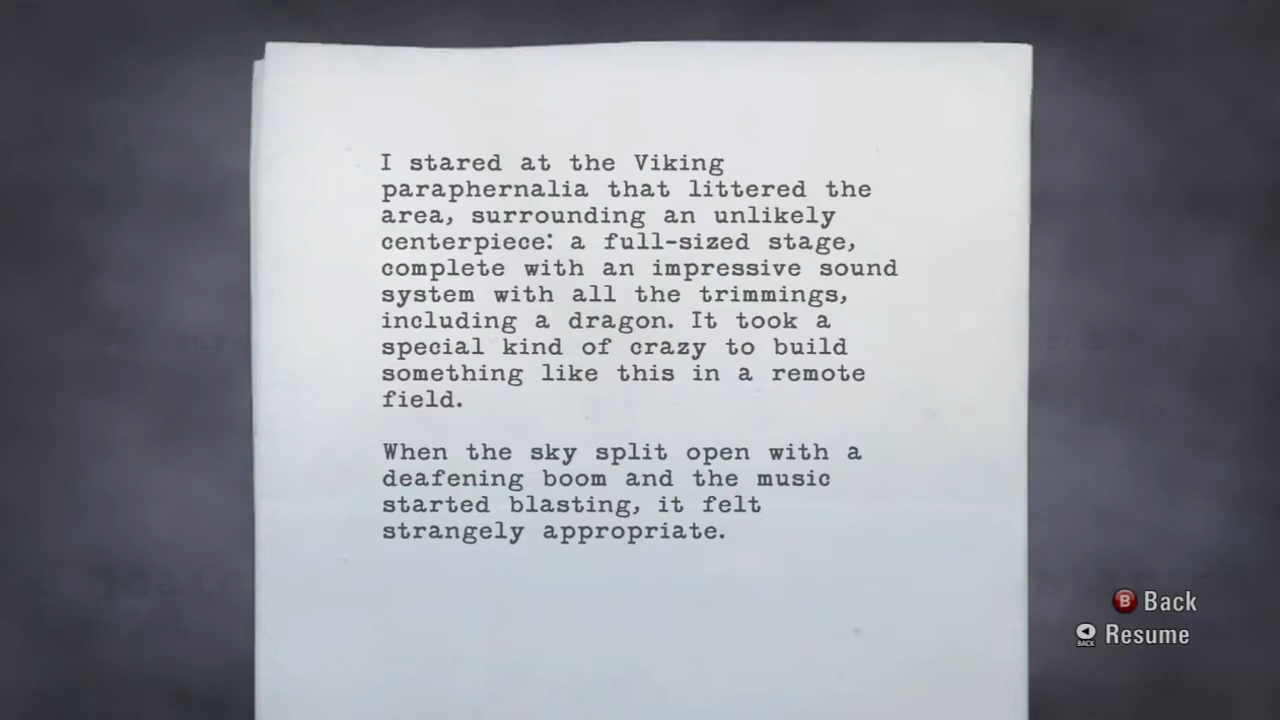 I stared at the Viking
paraphernalia that littered the
area, surrounding an unlikely
centerpiece: a full-sized stage,
complete with an impressive sound
system with all the trimmings,
including a dragon. It took a
special kind of crazy to build
something like this in a remote
field.
When the sky split open with a
deafening boom and the music
started blasting, it felt
strangely appropriate.
B Back
BACK Resume